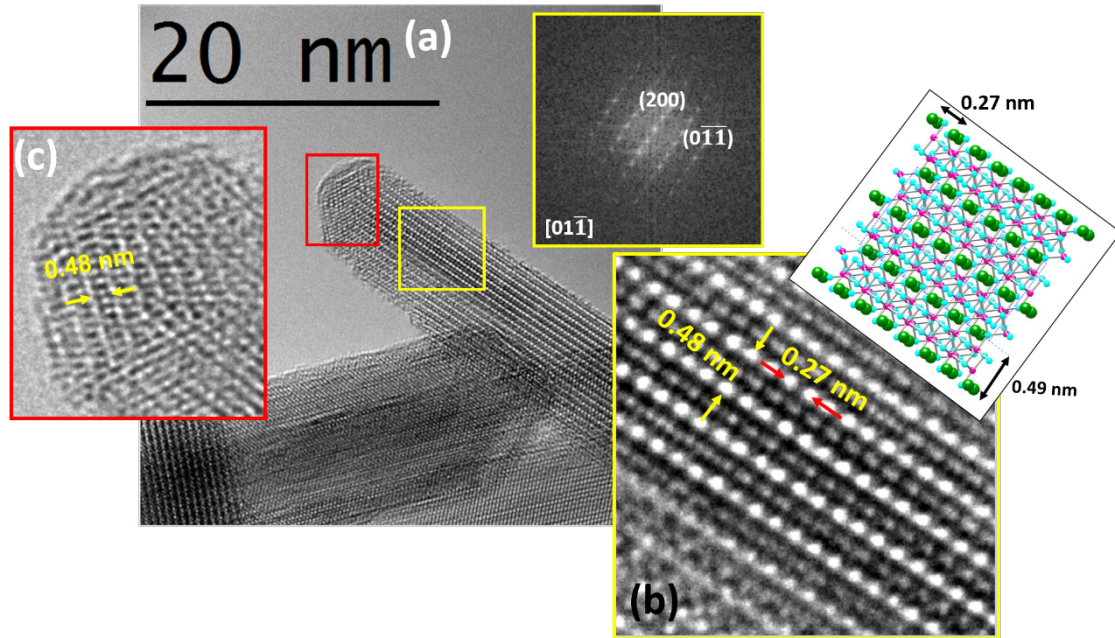 20 nm
(a)
(200)
(01̅1̅)
[011̅]
(c)
0.48 nm
0.27 nm
0.48 nm
0.27 nm
0.49 nm
(b)